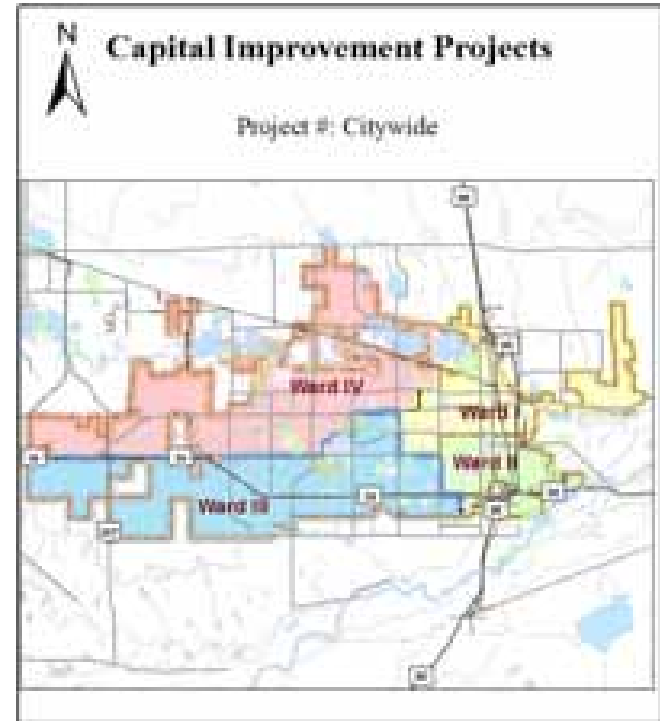 N
Capital Improvement Projects
Project #: Citywide
Ward IV
Ward I
Ward II
Ward III